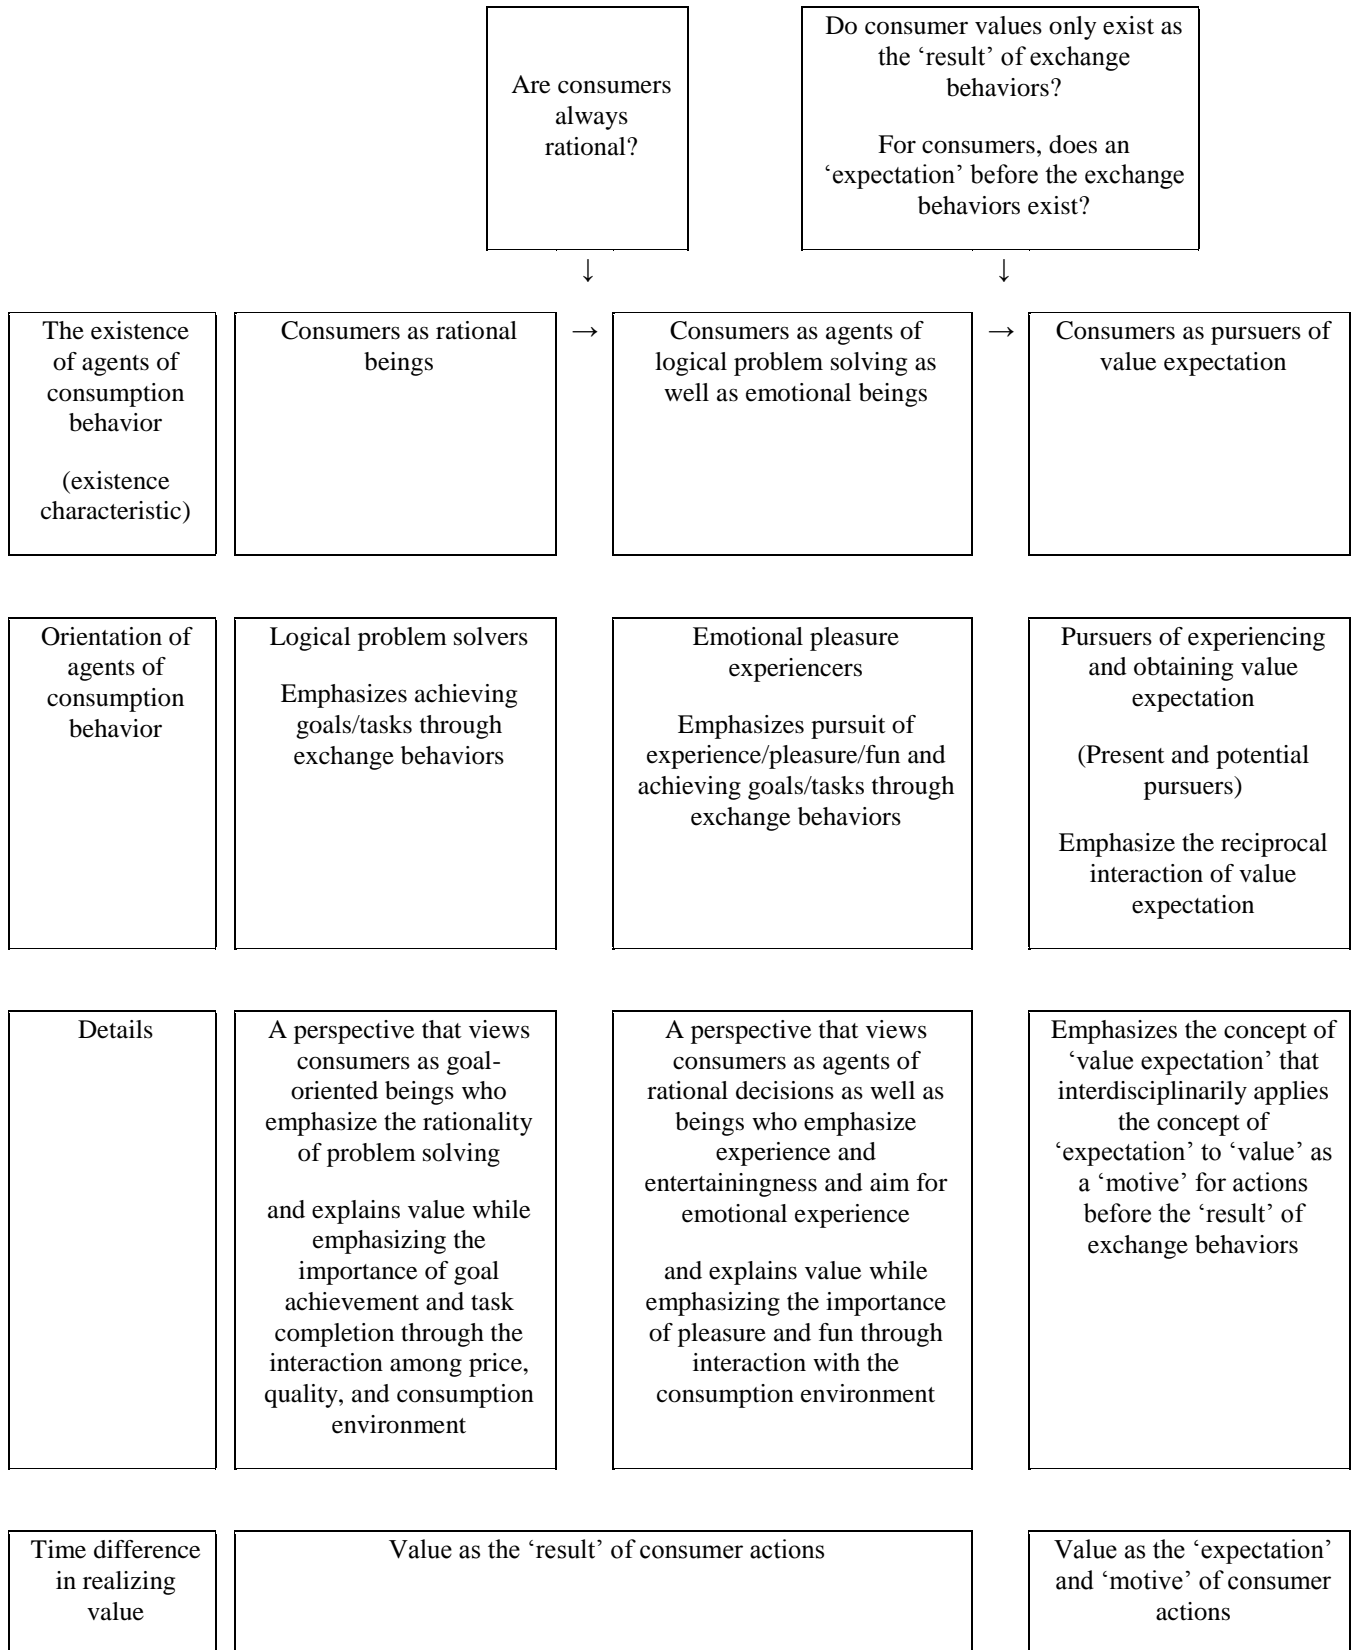 Are consumers
always
rational?
Do consumer values only exist as
the ‘result’ of exchange
behaviors?
For consumers, does an
‘expectation’ before the exchange
behaviors exist?
↓
↓
The existence
of agents of
consumption
behavior
(existence
characteristic)
Consumers as rational
beings
→
Consumers as agents of
logical problem solving as
well as emotional beings
→
Consumers as pursuers of
value expectation
Orientation of
agents of
consumption
behavior
Logical problem solvers
Emphasizes achieving
goals/tasks through
exchange behaviors
Emotional pleasure
experiencers
Emphasizes pursuit of
experience/pleasure/fun and
achieving goals/tasks through
exchange behaviors
Pursuers of experiencing
and obtaining value
expectation
(Present and potential
pursuers)
Emphasize the reciprocal
interaction of value
expectation
Details
A perspective that views
consumers as goal-
oriented beings who
emphasize the rationality
of problem solving
and explains value while
emphasizing the
importance of goal
achievement and task
completion through the
interaction among price,
quality, and consumption
environment
A perspective that views
consumers as agents of
rational decisions as well as
beings who emphasize
experience and
entertainingness and aim for
emotional experience
and explains value while
emphasizing the importance
of pleasure and fun through
interaction with the
consumption environment
Emphasizes the concept of
‘value expectation’ that
interdisciplinarily applies
the concept of
‘expectation’ to ‘value’ as
a ‘motive’ for actions
before the ‘result’ of
exchange behaviors
Time difference
in realizing
value
Value as the ‘result’ of consumer actions
Value as the ‘expectation’
and ‘motive’ of consumer
actions